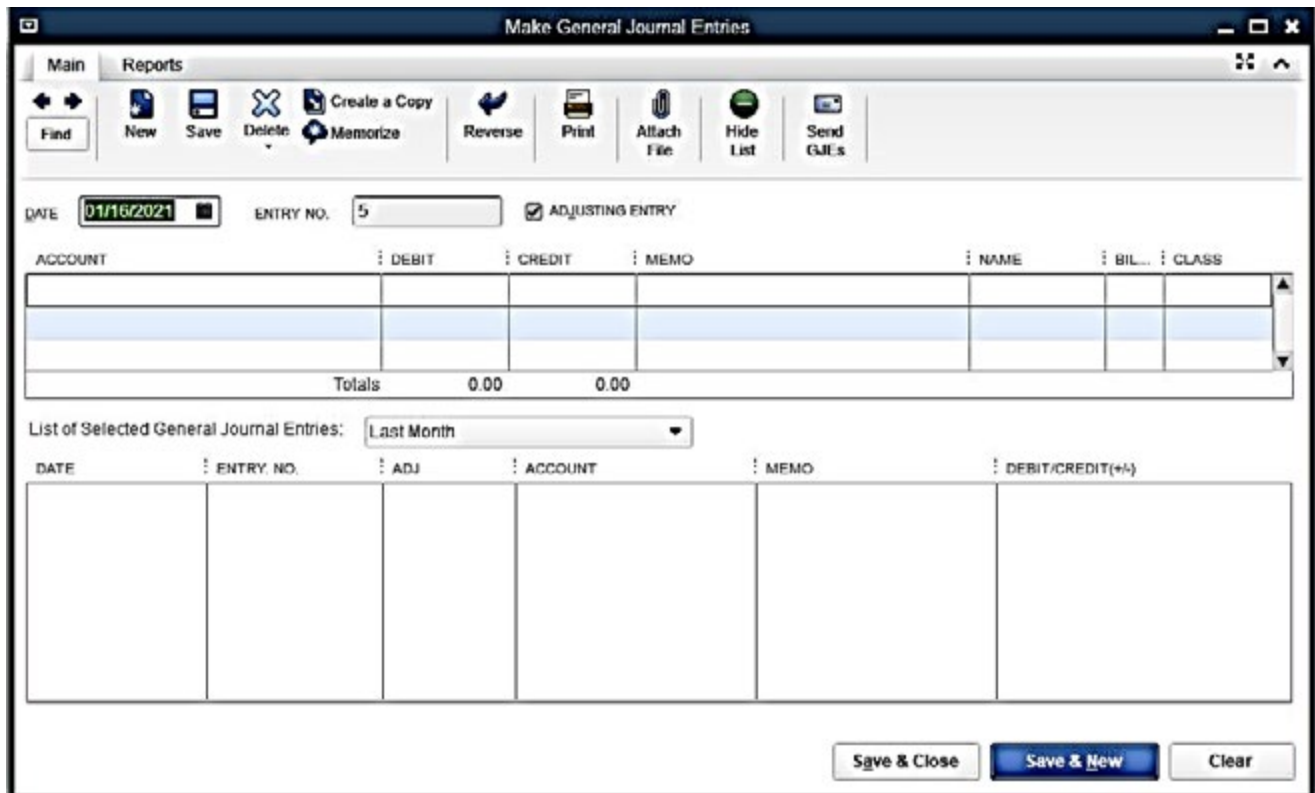 Make General Journal Entries
Main Reports
Find New Save Delete Create a Copy Memorize Reverse Print Attach File Hide List Send GJEs
DATE 01/16/2021 ENTRY NO. 5 ADJUSTING ENTRY
ACCOUNT DEBIT CREDIT MEMO NAME BIL... CLASS
Totals 0.00 0.00
List of Selected General Journal Entries: Last Month
DATE ENTRY. NO. ADJ ACCOUNT MEMO DEBIT/CREDIT(+/-)
Save & Close Save & New Clear